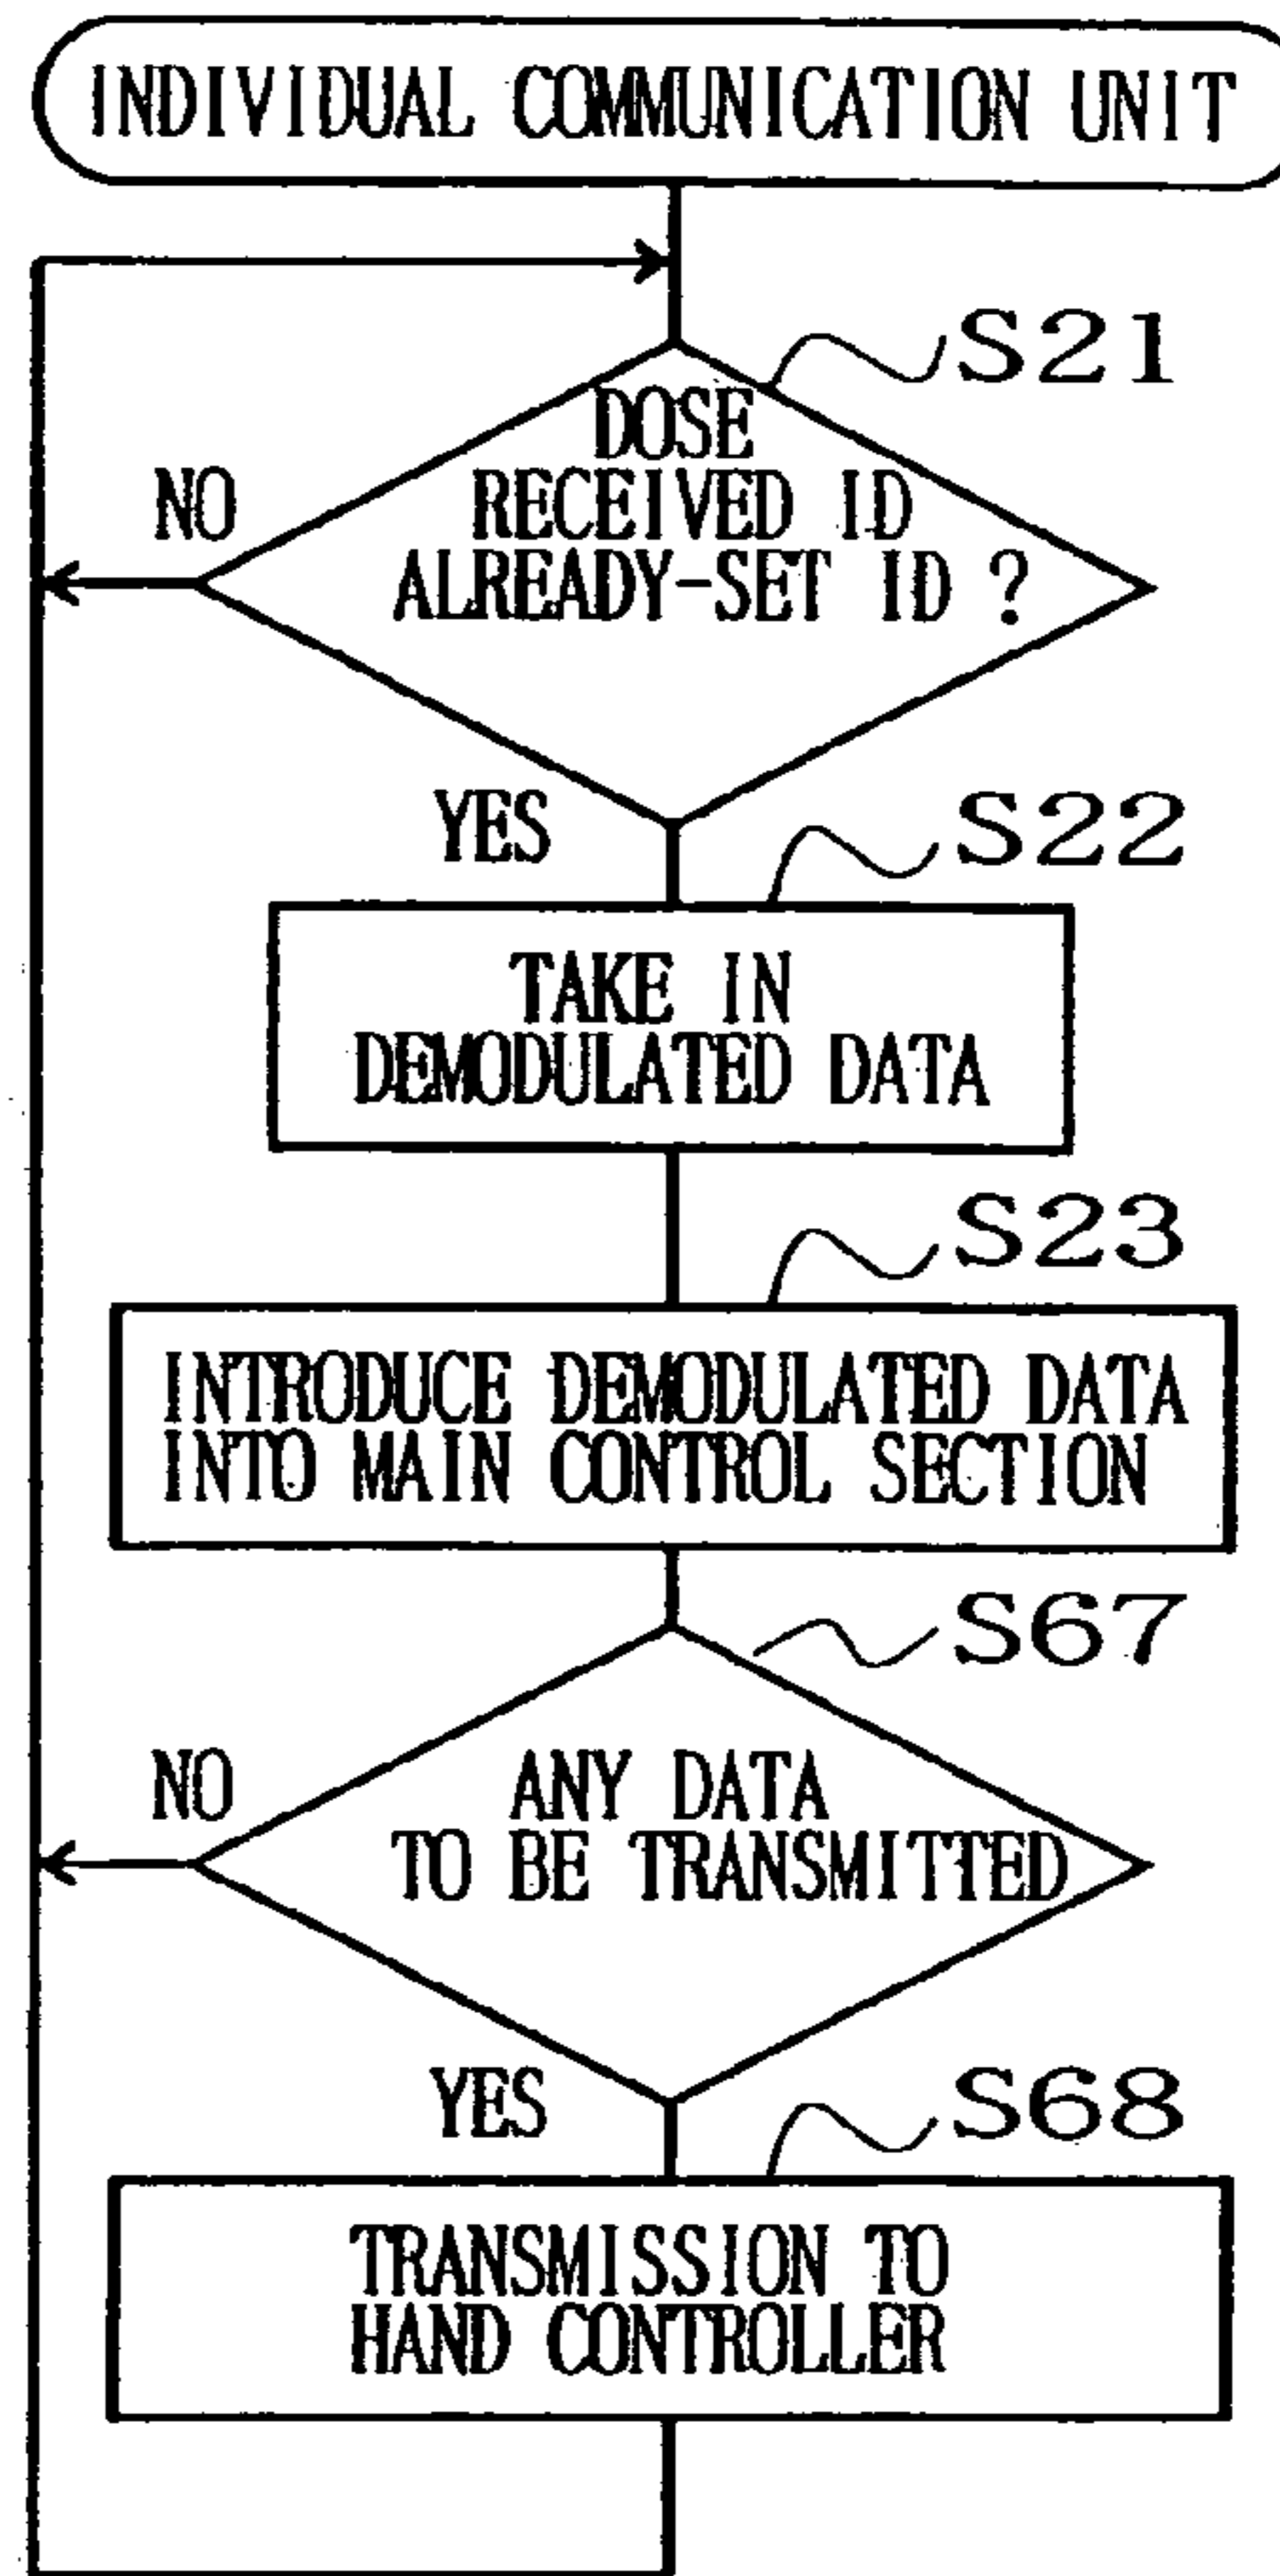 INDIVIDUAL COMMUNICATION UNIT
S21
DOSE
RECEIVED ID
ALREADY-SET ID ?
NO
YES
S22
TAKE IN
DEMODULATED DATA
S23
INTRODUCE DEMODULATED DATA
INTO MAIN CONTROL SECTION
S67
NO
ANY DATA
TO BE TRANSMITTED
YES
S68
TRANSMISSION TO
HAND CONTROLLER